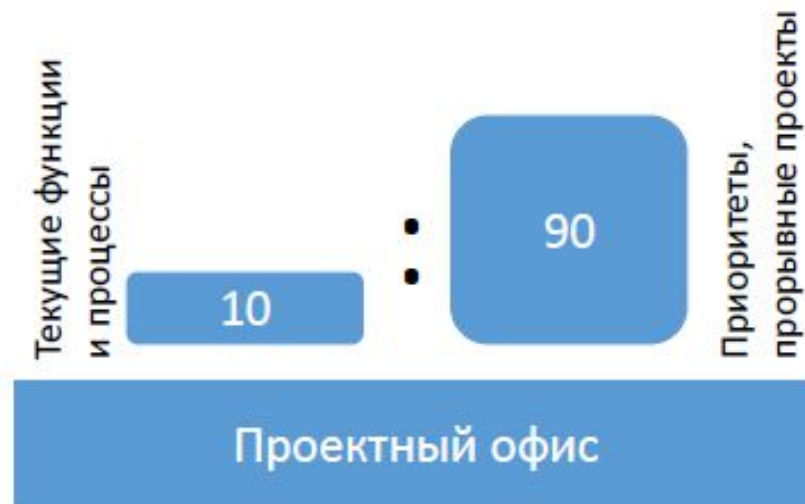 Текущие функции
и процессы
10
:
90
Приоритеты,
прорывные проекты
Проектный офис